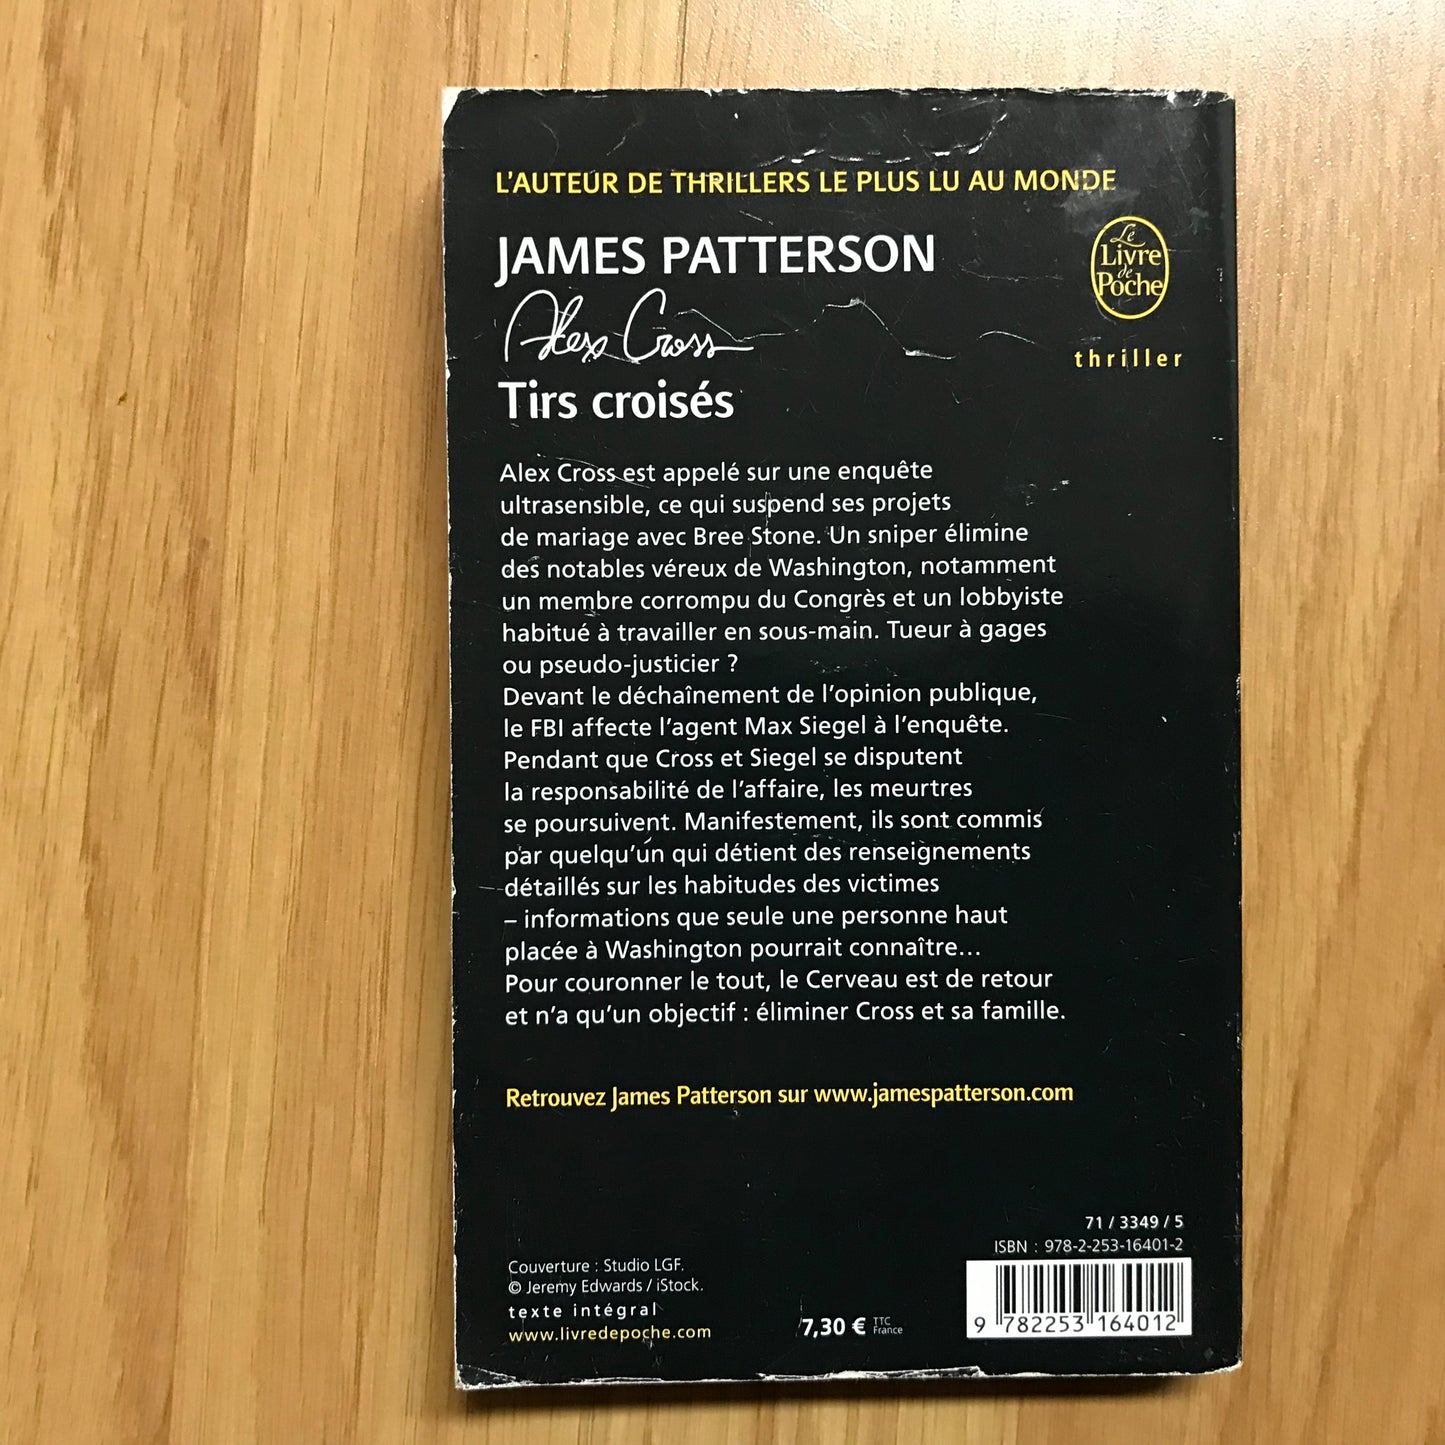 L'AUTEUR DE THRILLERS LE PLUS LU AU MONDE
JAMES PATTERSON
Alex Cross
Tirs croisés
Le
Livre
de
Poche
thriller
Alex Cross est appelé sur une enquête
ultrasensible, ce qui suspend ses projets
de mariage avec Bree Stone. Un sniper élimine
des notables véreux de Washington, notamment
un membre corrompu du Congrès et un lobbyiste
habitué à travailler en sous-main. Tueur à gages
ou pseudo-justicier ?
Devant le déchaînement de l'opinion publique,
le FBI affecte l'agent Max Siegel à l'enquête.
Pendant que Cross et Siegel se disputent
la responsabilité de l'affaire, les meurtres
se poursuivent. Manifestement, ils sont commis
par quelqu'un qui détient des renseignements
détaillés sur les habitudes des victimes
– informations que seule une personne haut
placée à Washington pourrait connaître…
Pour couronner le tout, le Cerveau est de retour
et n'a qu'un objectif : éliminer Cross et sa famille.
Retrouvez James Patterson sur www.jamespatterson.com
Couverture : Studio LGF.
© Jeremy Edwards / iStock.
texte intégral
www.livredepoche.com
7,30 € TTC
France
71 / 3349 / 5
ISBN : 978-2-253-16401-2
9 782253 164012